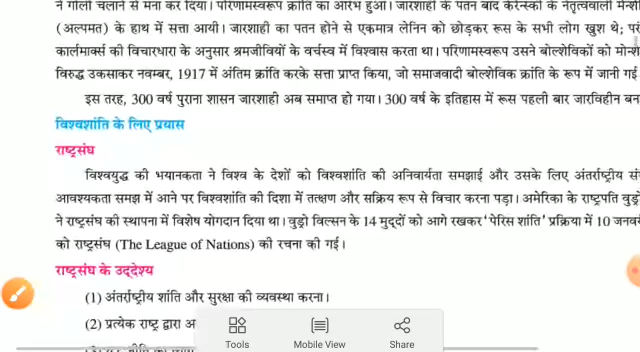 ने गोली चलाने से मना कर दिया। परिणामस्वरूप क्रांति का आरंभ हुआ। जारशाही के पतन बाद केरेन्स्की के नेतृत्ववाली मेन्शे
(अल्पमत) के हाथ में सत्ता आयी। जारशाही का पतन होने से एकमात्र लेनिन को छोड़कर रूस के सभी लोग खुश थे; परं
कार्लमार्क्स की विचारधारा के अनुसार श्रमजीवियों के वर्चस्व में विश्वास करता था। परिणामस्वरूप उसने बोल्शेविकों को मोन्शे
विरुद्ध उकसाकर नवम्बर, 1917 में अंतिम क्रांति करके सत्ता प्राप्त किया, जो समाजवादी बोल्शेविक क्रांति के रूप में जानी गई
इस तरह, 300 वर्ष पुराना शासन जारशाही अब समाप्त हो गया। 300 वर्ष के इतिहास में रूस पहली बार जारविहीन बन
विश्वशांति के लिए प्रयास
राष्ट्रसंघ
विश्वयुद्ध की भयानकता ने विश्व के देशों को विश्वशांति की अनिवार्यता समझाई और उसके लिए अंतर्राष्ट्रीय सं
आवश्यकता समझ में आने पर विश्वशांति की दिशा में तत्क्षण और सक्रिय रूप से विचार करना पड़ा। अमेरिका के राष्ट्रपति वुड्रो
ने राष्ट्रसंघ की स्थापना में विशेष योगदान दिया था। वुड्रो विल्सन के 14 मुद्दों को आगे रखकर 'पेरिस शांति' प्रक्रिया में 10 जनवरी
को राष्ट्रसंघ (The League of Nations) की रचना की गई।
राष्ट्रसंघ के उद्देश्य
(1) अंतर्राष्ट्रीय शांति और सुरक्षा की व्यवस्था करना।
(2) प्रत्येक राष्ट्र द्वारा अ
Tools Mobile View Share